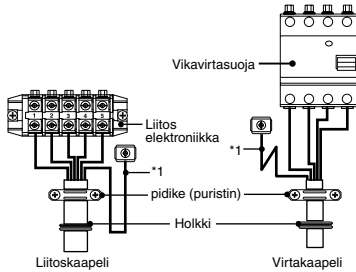 Vikavirtasuoja
1 2 3 4 5
Liitos
elektroniikka
*1
*1
pidike (puristin)
Holkki
Liitoskaapeli
Virtakaapeli